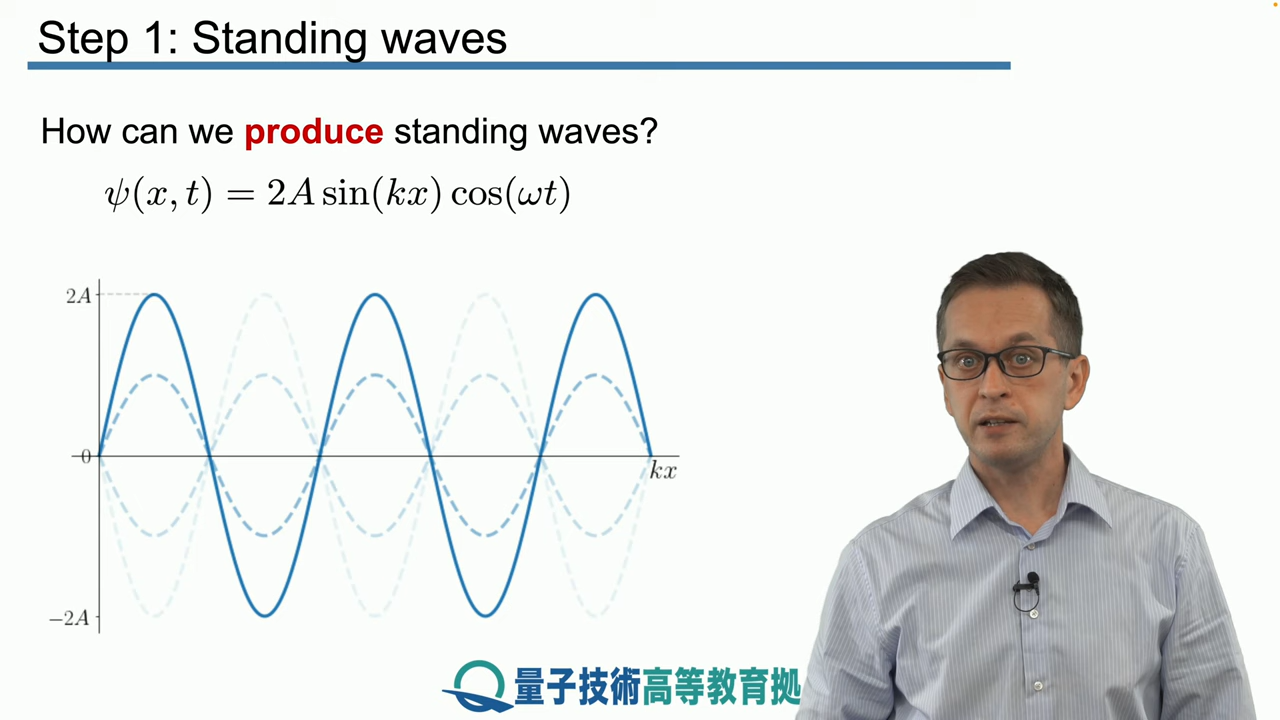 Step 1: Standing waves
How can we produce standing waves?
ψ(x, t) = 2A sin(kx) cos(ωt)
2A
0
kx
−2A
量子技術高等教育拠